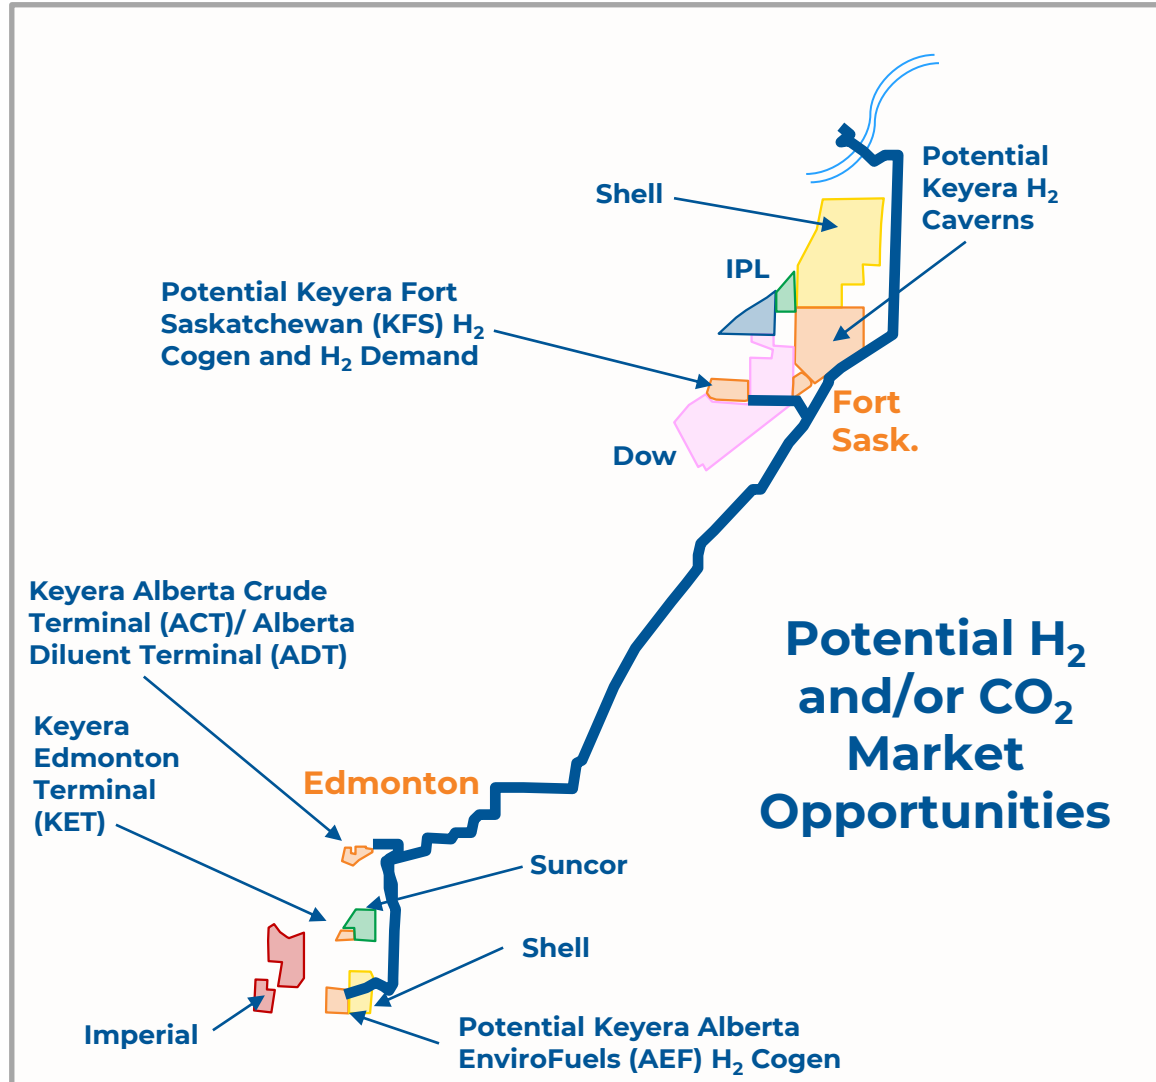 Potential
Keyera H₂
Caverns
Shell
IPL
Potential Keyera Fort
Saskatchewan (KFS) H₂
Cogen and H₂ Demand
Fort
Sask.
Dow
Keyera Alberta Crude
Terminal (ACT)/ Alberta
Diluent Terminal (ADT)
Potential H₂
and/or CO₂
Market
Opportunities
Keyera
Edmonton
Terminal
(KET)
Edmonton
Suncor
Shell
Imperial
Potential Keyera Alberta
EnviroFuels (AEF) H₂ Cogen